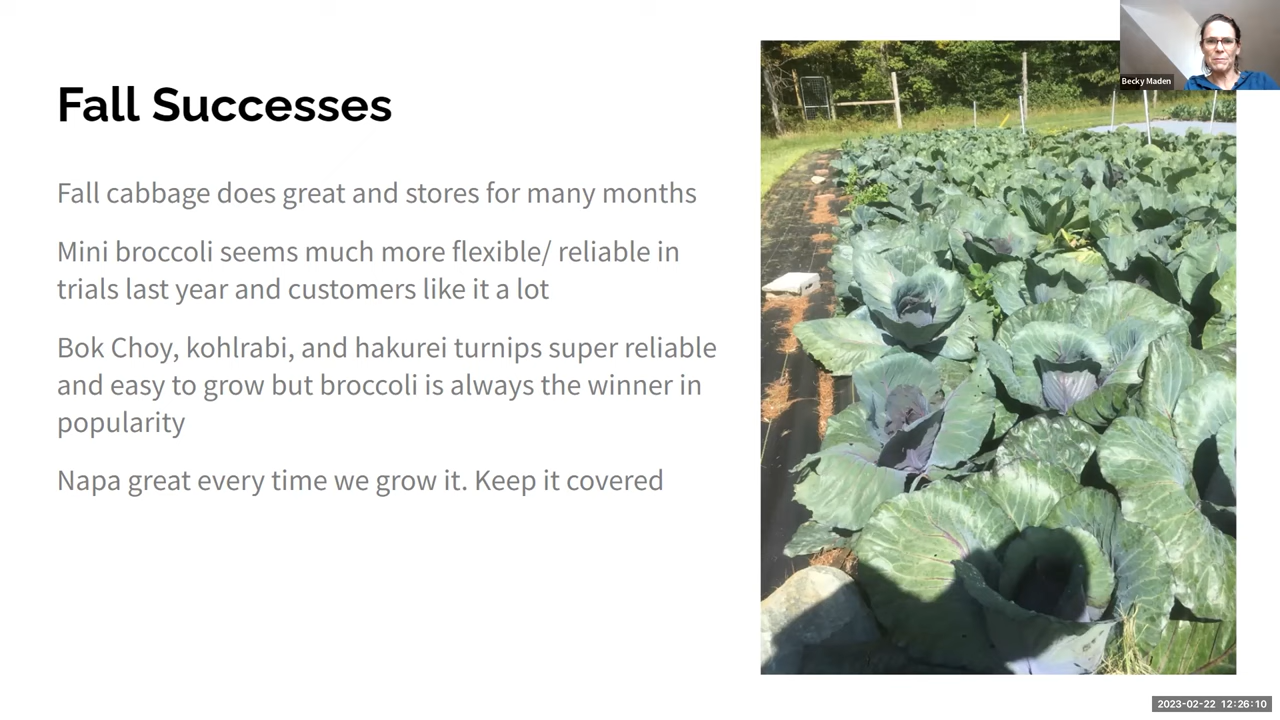 Fall Successes
Fall cabbage does great and stores for many months
Mini broccoli seems much more flexible/ reliable in
trials last year and customers like it a lot
Bok Choy, kohlrabi, and hakurei turnips super reliable
and easy to grow but broccoli is always the winner in
popularity
Napa great every time we grow it. Keep it covered
Becky Maden
2023-02-22 12:26:10